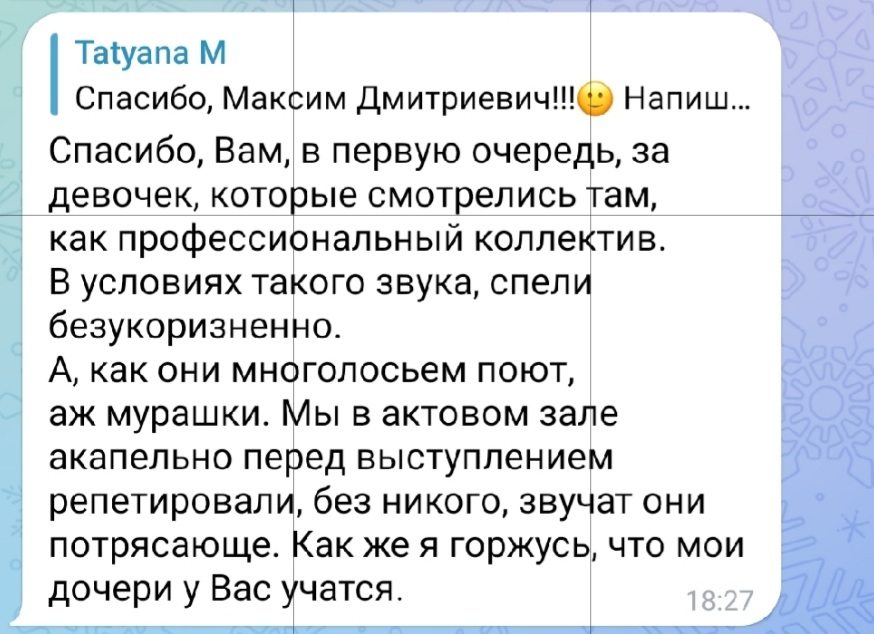 Tatyana M
Спасибо, Максим Дмитриевич!!!🙂 Напиш...
Спасибо, Вам, в первую очередь, за
девочек, которые смотрелись там,
как профессиональный коллектив.
В условиях такого звука, спели
безукоризненно.
А, как они многолосьем поют,
аж мурашки. Мы в актовом зале
акапельно перед выступлением
репетировали, без никого, звучат они
потрясающе. Как же я горжусь, что мои
дочери у Вас учатся.
18:27